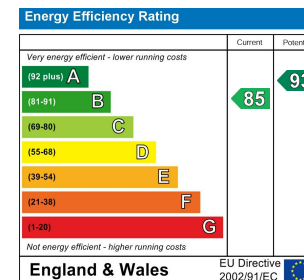 Energy Efficiency Rating
Current
Very energy efficient - lower running costs
(92 plus) A
(81-91) B
85
(69-80) C
(55-68) D
(39-54) E
(21-38) F
(1-20) G
Not energy efficient - higher running costs
England & Wales
EU Directive
2002/91/EC